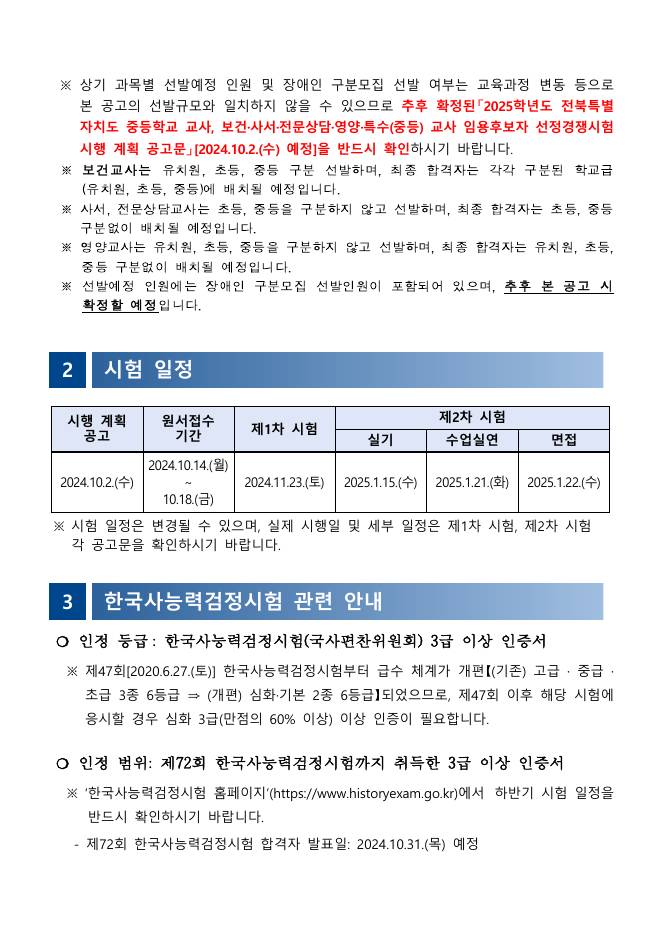 ※ 상기 과목별 선발예정 인원 및 장애인 구분모집 선발 여부는 교육과정 변동 등으로
본 공고의 선발규모와 일치하지 않을 수 있으므로 추후 확정된「2025학년도 전북특별
자치도 중등학교 교사, 보건·사서·전문상담·영양·특수(중등) 교사 임용후보자 선정경쟁시험
시행 계획 공고문」[2024.10.2.(수) 예정]을 반드시 확인하시기 바랍니다.
※ 보건교사는 유치원, 초등, 중등 구분 선발하며, 최종 합격자는 각각 구분된 학교급
(유치원, 초등, 중등)에 배치될 예정입니다.
※ 사서, 전문상담교사는 초등, 중등을 구분하지 않고 선발하며, 최종 합격자는 초등, 중등
구분없이 배치될 예정입니다.
※ 영양교사는 유치원, 초등, 중등을 구분하지 않고 선발하며, 최종 합격자는 유치원, 초등,
중등 구분없이 배치될 예정입니다.
※ 선발예정 인원에는 장애인 구분모집 선발인원이 포함되어 있으며, 추후 본 공고 시
확정할 예정입니다.
2 시험 일정
시행 계획
공고
원서접수
기간
제1차 시험
제2차 시험
실기
수업실연
면접
2024.10.2.(수)
2024.10.14.(월)
~
10.18.(금)
2024.11.23.(토)
2025.1.15.(수)
2025.1.21.(화)
2025.1.22.(수)
※ 시험 일정은 변경될 수 있으며, 실제 시행일 및 세부 일정은 제1차 시험, 제2차 시험
각 공고문을 확인하시기 바랍니다.
3 한국사능력검정시험 관련 안내
❍ 인정 등급 : 한국사능력검정시험(국사편찬위원회) 3급 이상 인증서
※ 제47회[2020.6.27.(토)] 한국사능력검정시험부터 급수 체계가 개편【(기존) 고급 · 중급 ·
초급 3종 6등급 ⇒ (개편) 심화·기본 2종 6등급】되었으므로, 제47회 이후 해당 시험에
응시할 경우 심화 3급(만점의 60% 이상) 이상 인증이 필요합니다.
❍ 인정 범위: 제72회 한국사능력검정시험까지 취득한 3급 이상 인증서
※ ‘한국사능력검정시험 홈페이지’(https://www.historyexam.go.kr)에서 하반기 시험 일정을
반드시 확인하시기 바랍니다.
- 제72회 한국사능력검정시험 합격자 발표일: 2024.10.31.(목) 예정